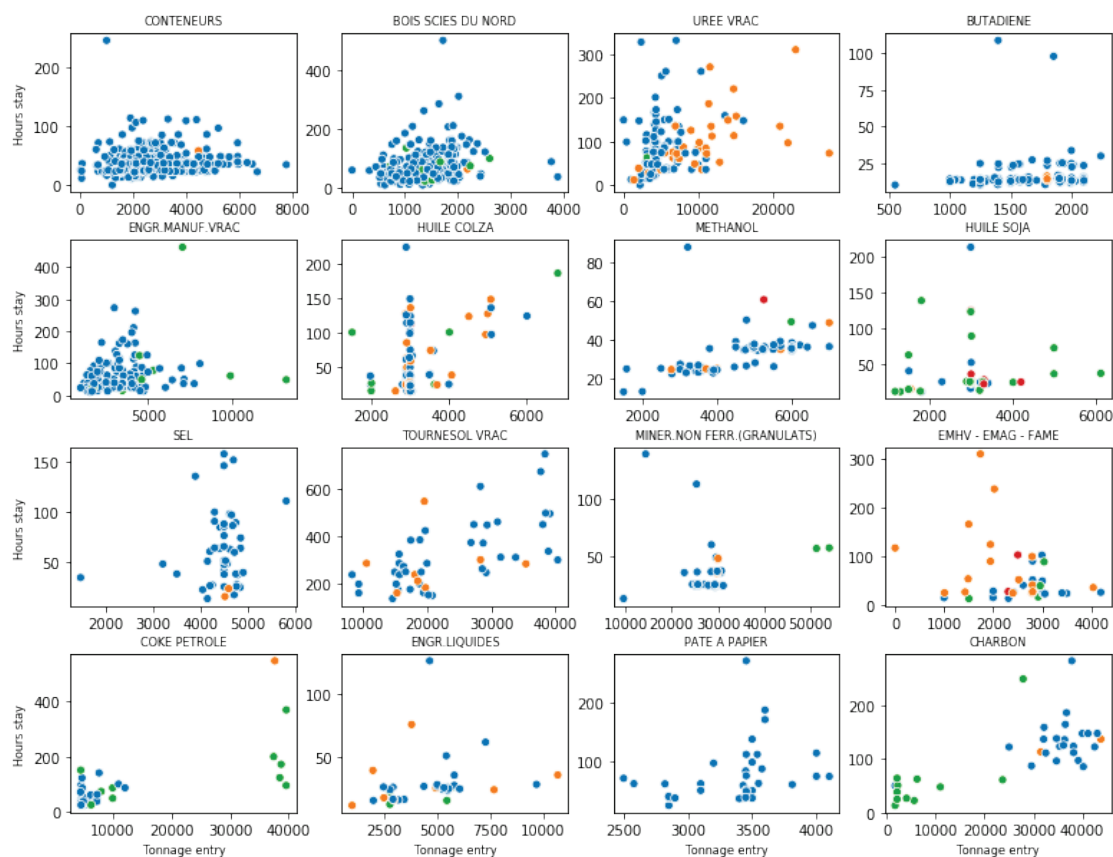 CONTENEURS BOIS SCIES DU NORD UREE VRAC BUTADIENE
Hours stay
200
100
0
0 2000 4000 6000 8000
400
200
0
0 1000 2000 3000 4000
300
200
100
0
0 10000 20000
100
75
50
25
500 1000 1500 2000
ENGR.MANUF.VRAC HUILE COLZA METHANOL HUILE SOJA
Hours stay
400
300
200
100
0
5000 10000
200
150
100
50
0
2000 4000 6000
80
60
40
20
2000 4000 6000
200
150
100
50
0
2000 4000 6000
SEL TOURNESOL VRAC MINER.NON FERR.(GRANULATS) EMHV - EMAG - FAME
Hours stay
150
100
50
2000 3000 4000 5000 6000
600
400
200
10000 20000 30000 40000
100
50
10000 20000 30000 40000 50000
300
200
100
0
0 1000 2000 3000 4000
COKE PETROLE ENGR.LIQUIDES PATE A PAPIER CHARBON
Hours stay
400
200
0
10000 20000 30000 40000
Tonnage entry
100
50
2500 5000 7500 10000
Tonnage entry
200
100
0
2500 3000 3500 4000
Tonnage entry
300
200
100
0
0 10000 20000 30000 40000
Tonnage entry